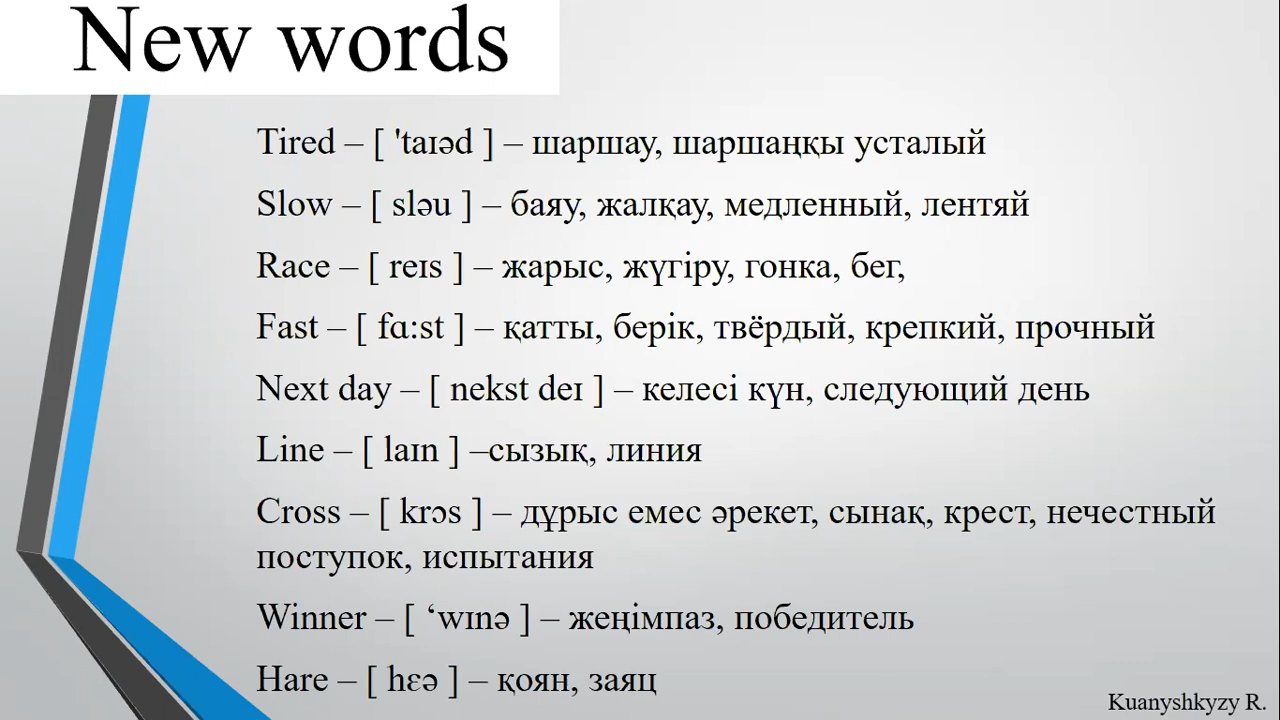 New words
Tired – [ 'taɪəd ] – шаршау, шаршаңқы усталый
Slow – [ sləu ] – баяу, жалқау, медленный, лентяй
Race – [ reɪs ] – жарыс, жүгіру, гонка, бег,
Fast – [ fɑ:st ] – қатты, берік, твёрдый, крепкий, прочный
Next day – [ nekst deɪ ] – келесі күн, следующий день
Line – [ laɪn ] –сызық, линия
Cross – [ krɔs ] – дұрыс емес әрекет, сынақ, крест, нечестный
поступок, испытания
Winner – [ ‘wɪnə ] – жеңімпаз, победитель
Hare – [ hɛə ] – қоян, заяц
Kuanyshkyzy R.